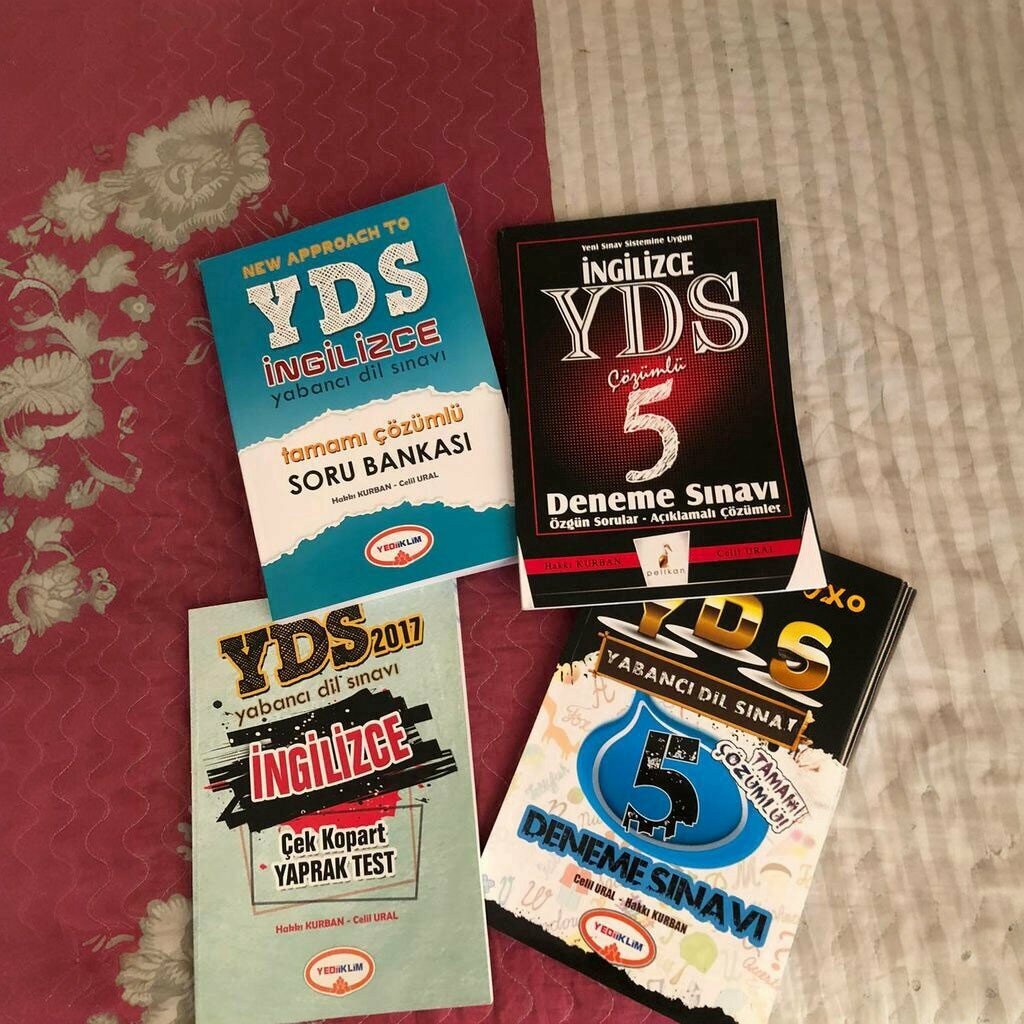 NEW APPROACH TO
YDS
İNGİLİZCE
yabancı dil sınavı
tamamı çözümlü
SORU BANKASI
Hakkı KURBAN - Celil URAL
YEDİİKLİM
Yeni Sınav Sistemine Uygun
İNGİLİZCE
YDS
Çözümlü
5
Deneme Sınavı
Özgün Sorular - Açıklamalı Çözümler
Hakkı KURBAN
Celil URAL
pelikan
YDS2017
yabancı dil sınavı
İNGİLİZCE
Çek Kopart
YAPRAK TEST
Hakkı KURBAN - Celil URAL
YEDİİKLİM
YDS
YABANCI DİL SINAV
5
TAMAMI
ÇÖZÜMLÜ!
DENEME SINAVI
Celil URAL - Hakkı KURBAN
YEDİİKLİM